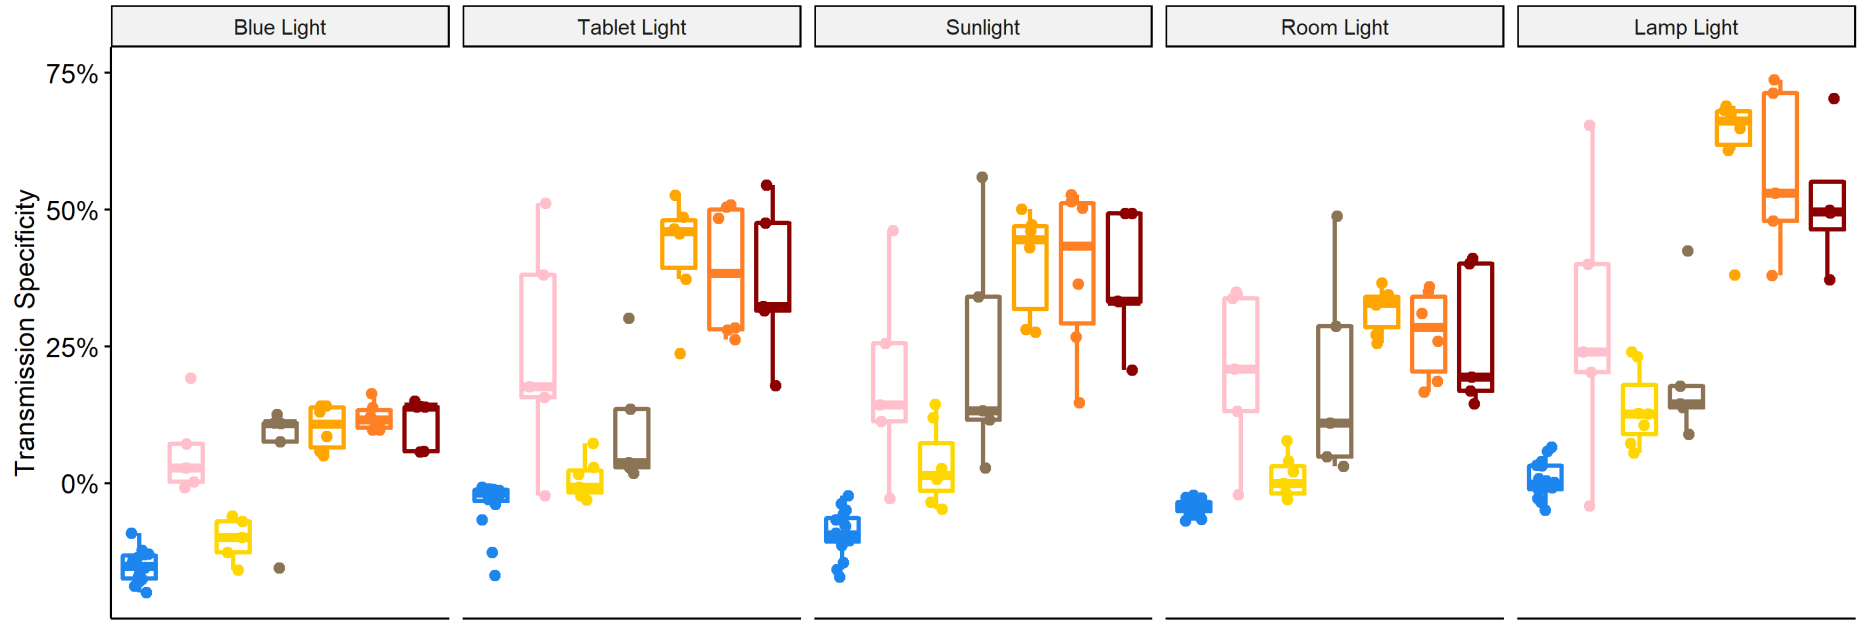 Blue Light
Tablet Light
Sunlight
Room Light
Lamp Light
75%
50%
25%
0%
Transmission Specificity